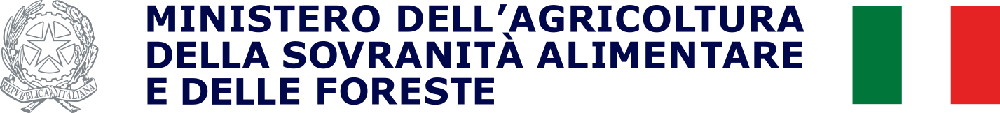 MINISTERO DELL’AGRICOLTURA
DELLA SOVRANITÀ ALIMENTARE
E DELLE FORESTE
REPVBBLICA ITALIANA